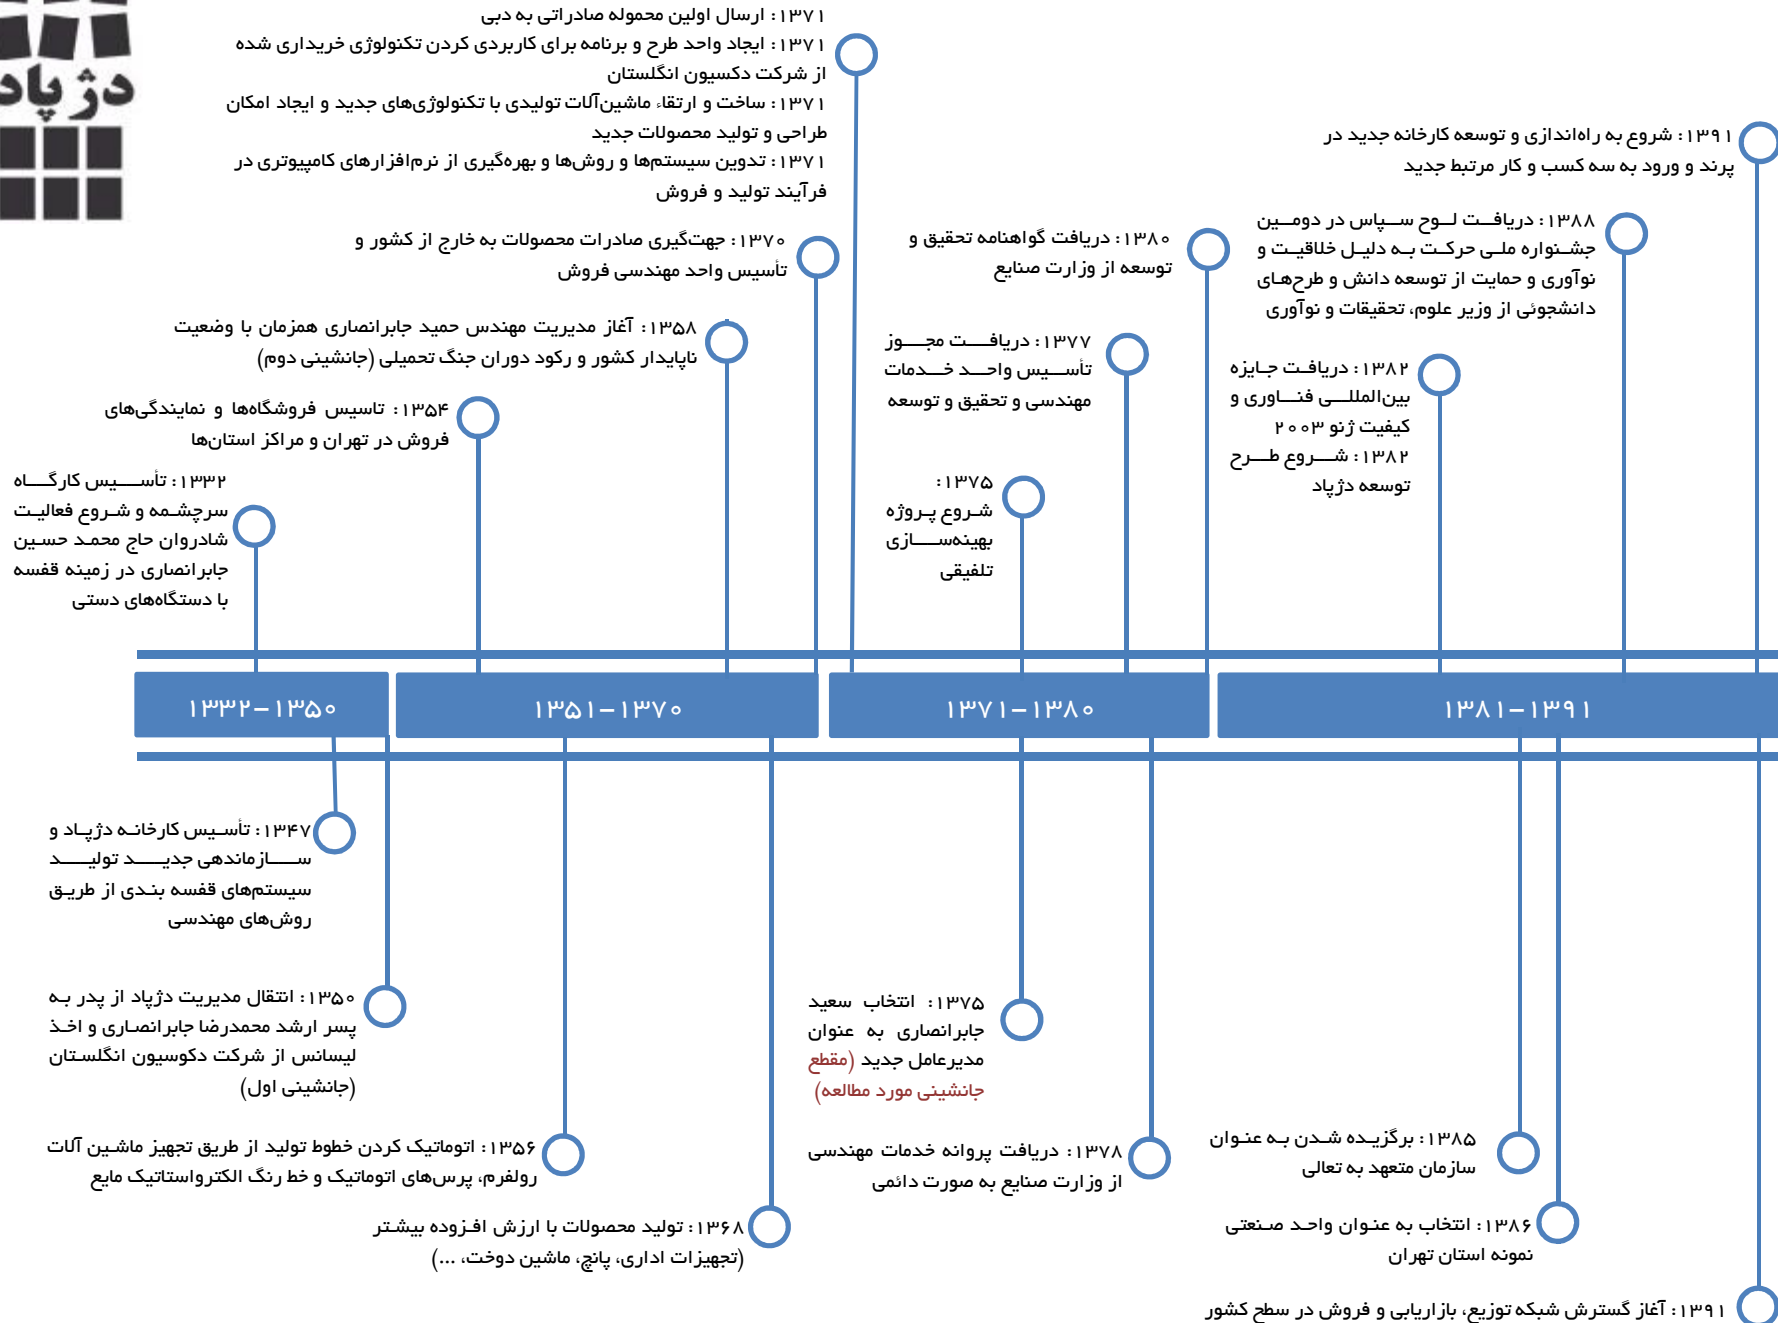 دژپاد
۱۳۷۱: ارسال اولین محموله صادراتی به دبی
۱۳۷۱: ایجاد واحد طرح و برنامه برای کاربردی کردن تکنولوژی خریداری شده
از شرکت دکسیون انگلستان
۱۳۷۱: ساخت و ارتقاء ماشین‌آلات تولیدی با تکنولوژی‌های جدید و ایجاد امکان
طراحی و تولید محصولات جدید
۱۳۷۱: تدوین سیستم‌ها و روش‌ها و بهره‌گیری از نرم‌افزارهای کامپیوتری در
فرآیند تولید و فروش
۱۳۷۰: جهت‌گیری صادرات محصولات به خارج از کشور و
تأسیس واحد مهندسی فروش
۱۳۵۸: آغاز مدیریت مهندس حمید جابرانصاری همزمان با وضعیت
ناپایدار کشور و رکود دوران جنگ تحمیلی (جانشینی دوم)
۱۳۵۴: تاسیس فروشگاه‌ها و نمایندگی‌های
فروش در تهران و مراکز استان‌ها
۱۳۳۲: تأسیس کارگاه
سرچشمه و شروع فعالیت
شادروان حاج محمد حسین
جابرانصاری در زمینه قفسه
با دستگاه‌های دستی
۱۳۹۱: شروع به راه‌اندازی و توسعه کارخانه جدید در
پرند و ورود به سه کسب و کار مرتبط جدید
۱۳۸۸: دریافت لوح سپاس در دومین
جشنواره ملی حرکت به دلیل خلاقیت و
نوآوری و حمایت از توسعه دانش و طرح‌های
دانشجوئی از وزیر علوم، تحقیقات و نوآوری
۱۳۸۰: دریافت گواهنامه تحقیق و
توسعه از وزارت صنایع
۱۳۷۷: دریافت مجوز
تأسیس واحد خدمات
مهندسی و تحقیق و توسعه
۱۳۸۲: دریافت جایزه
بین‌المللی فناوری و
کیفیت ژنو ۲۰۰۳
۱۳۸۲: شروع طرح
توسعه دژپاد
۱۳۷۵:
شروع پروژه
بهینه‌سازی
تلفیقی
۱۳۳۲–۱۳۵۰
۱۳۵۱–۱۳۷۰
۱۳۷۱–۱۳۸۰
۱۳۸۱–۱۳۹۱
۱۳۴۷: تأسیس کارخانه دژپاد و
سازماندهی جدید تولید
سیستم‌های قفسه بندی از طریق
روش‌های مهندسی
۱۳۵۰: انتقال مدیریت دژپاد از پدر به
پسر ارشد محمدرضا جابرانصاری و اخذ
لیسانس از شرکت دکوسیون انگلستان
(جانشینی اول)
۱۳۵۶: اتوماتیک کردن خطوط تولید از طریق تجهیز ماشین آلات
رولفرم، پرس‌های اتوماتیک و خط رنگ الکترواستاتیک مایع
۱۳۶۸: تولید محصولات با ارزش افزوده بیشتر
(تجهیزات اداری، پانچ، ماشین دوخت، ...)
۱۳۷۵: انتخاب سعید
جابرانصاری به عنوان
مدیرعامل جدید (مقطع
جانشینی مورد مطالعه)
۱۳۷۸: دریافت پروانه خدمات مهندسی
از وزارت صنایع به صورت دائمی
۱۳۸۵: برگزیده شدن به عنوان
سازمان متعهد به تعالی
۱۳۸۶: انتخاب به عنوان واحد صنعتی
نمونه استان تهران
۱۳۹۱: آغاز گسترش شبکه توزیع، بازاریابی و فروش در سطح کشور